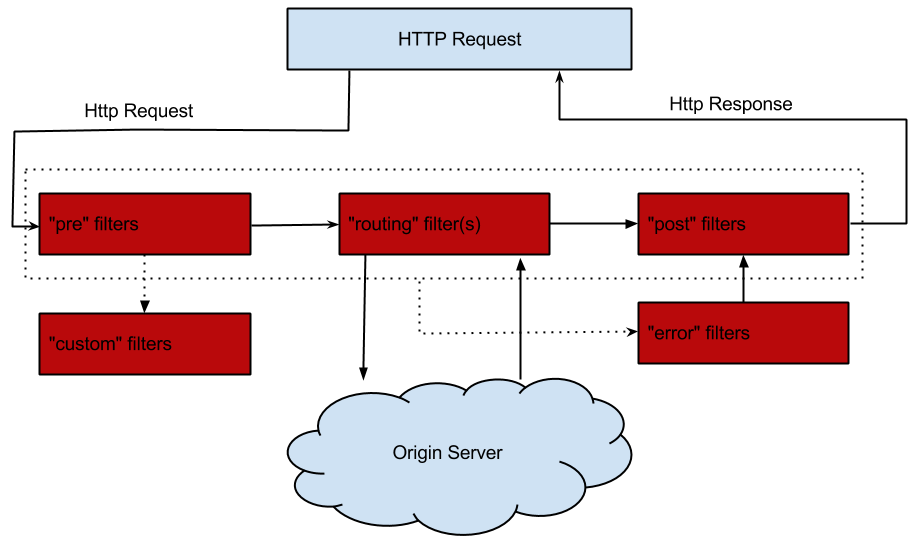 HTTP Request
Http Request
Http Response
"pre" filters
"routing" filter(s)
"post" filters
"custom" filters
"error" filters
Origin Server